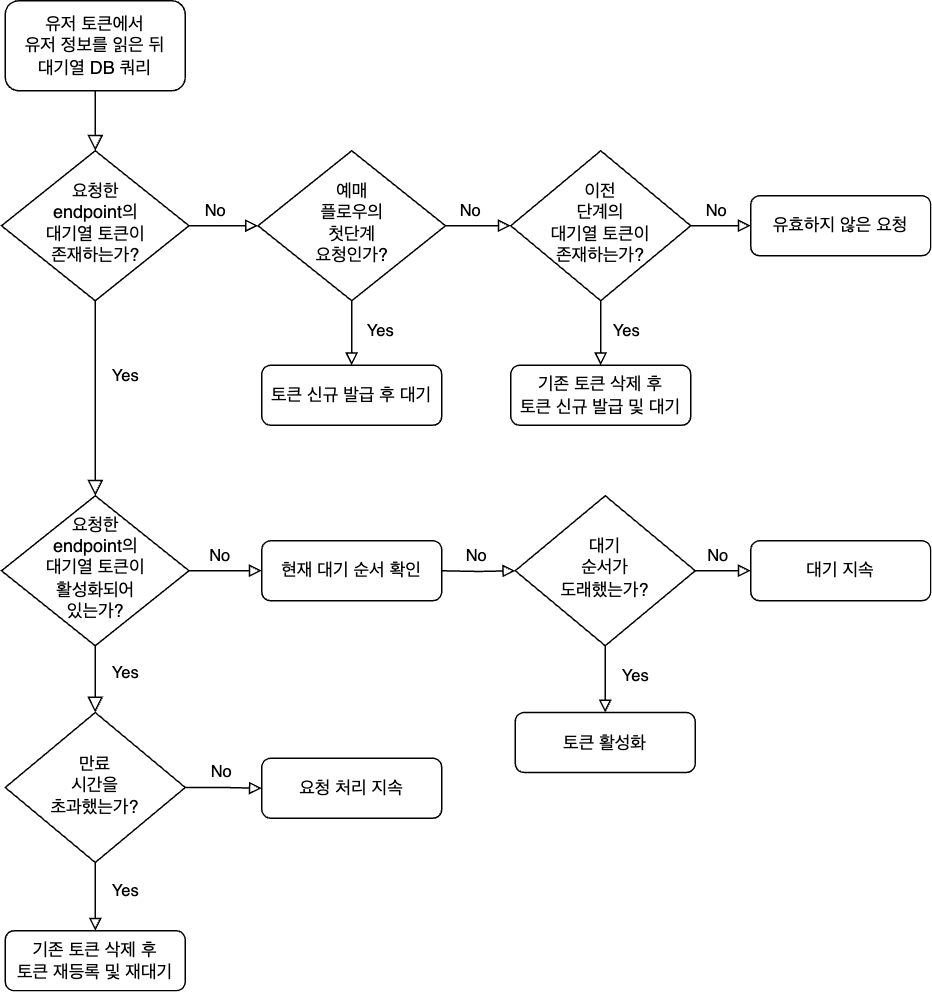 유저 토큰에서
유저 정보를 읽은 뒤
대기열 DB 쿼리
요청한
endpoint의
대기열 토큰이
존재하는가?
No
예매
플로우의
첫단계
요청인가?
No
이전
단계의
대기열 토큰이
존재하는가?
No
유효하지 않은 요청
Yes
토큰 신규 발급 후 대기
Yes
기존 토큰 삭제 후
토큰 신규 발급 및 대기
Yes
요청한
endpoint의
대기열 토큰이
활성화되어
있는가?
No
현재 대기 순서 확인
No
대기
순서가
도래했는가?
No
대기 지속
Yes
토큰 활성화
Yes
만료
시간을
초과했는가?
No
요청 처리 지속
Yes
기존 토큰 삭제 후
토큰 재등록 및 재대기